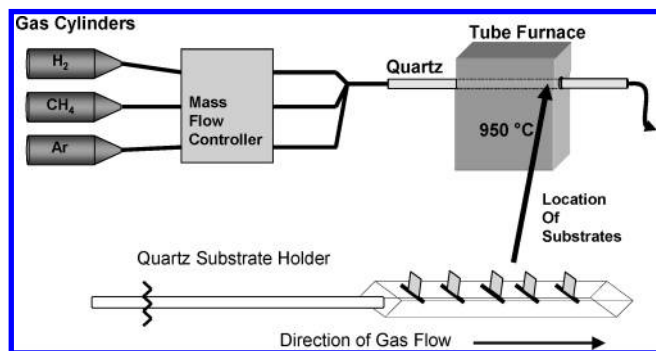 Gas Cylinders
H2
CH4
Ar
Mass
Flow
Controller
Quartz
Tube Furnace
950 °C
Location
Of
Substrates
Quartz Substrate Holder
Direction of Gas Flow